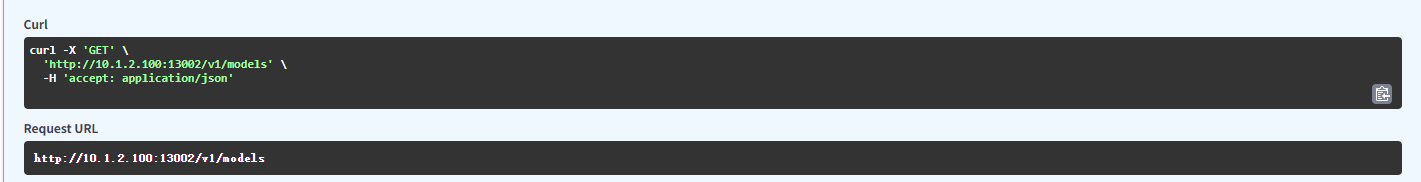 Curl
curl -X 'GET' \
'http://10.1.2.100:13002/v1/models' \
-H 'accept: application/json'
Request URL
http://10.1.2.100:13002/v1/models